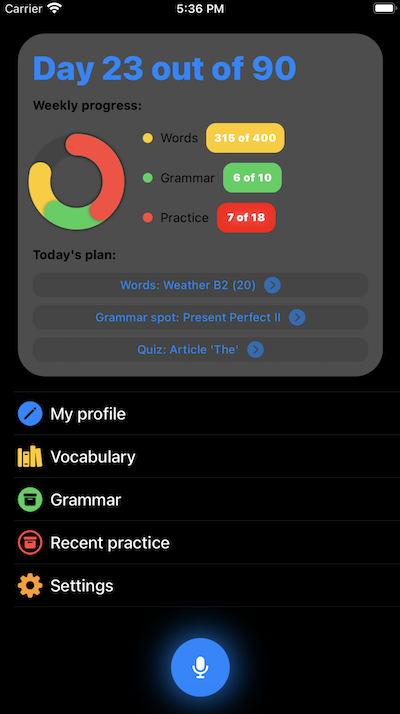 Carrier 5:36 PM
Day 23 out of 90
Weekly progress:
Words 315 of 400
Grammar 6 of 10
Practice 7 of 18
Today's plan:
Words: Weather B2 (20)
Grammar spot: Present Perfect II
Quiz: Article 'The'
My profile
Vocabulary
Grammar
Recent practice
Settings